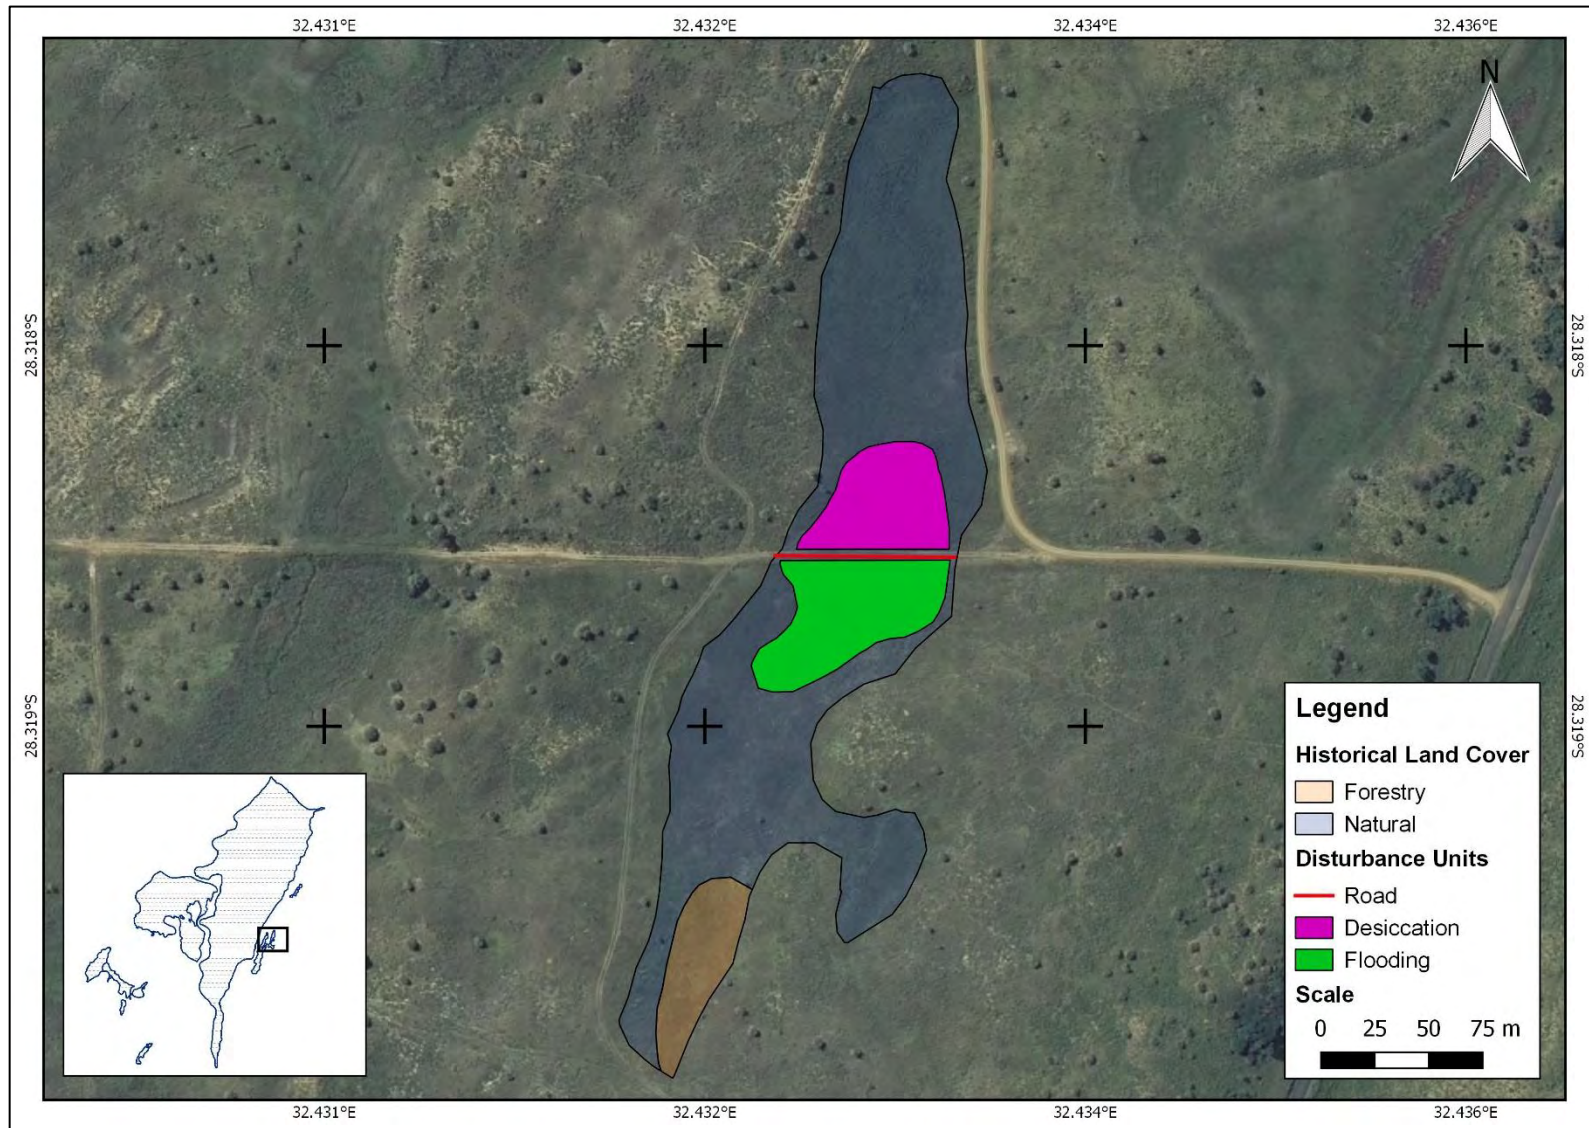 32.431°E 32.432°E 32.434°E 32.436°E
N
28.318°S 28.318°S
28.319°S 28.319°S
Legend
Historical Land Cover
Forestry
Natural
Disturbance Units
Road
Desiccation
Flooding
Scale
0 25 50 75 m
32.431°E 32.432°E 32.434°E 32.436°E